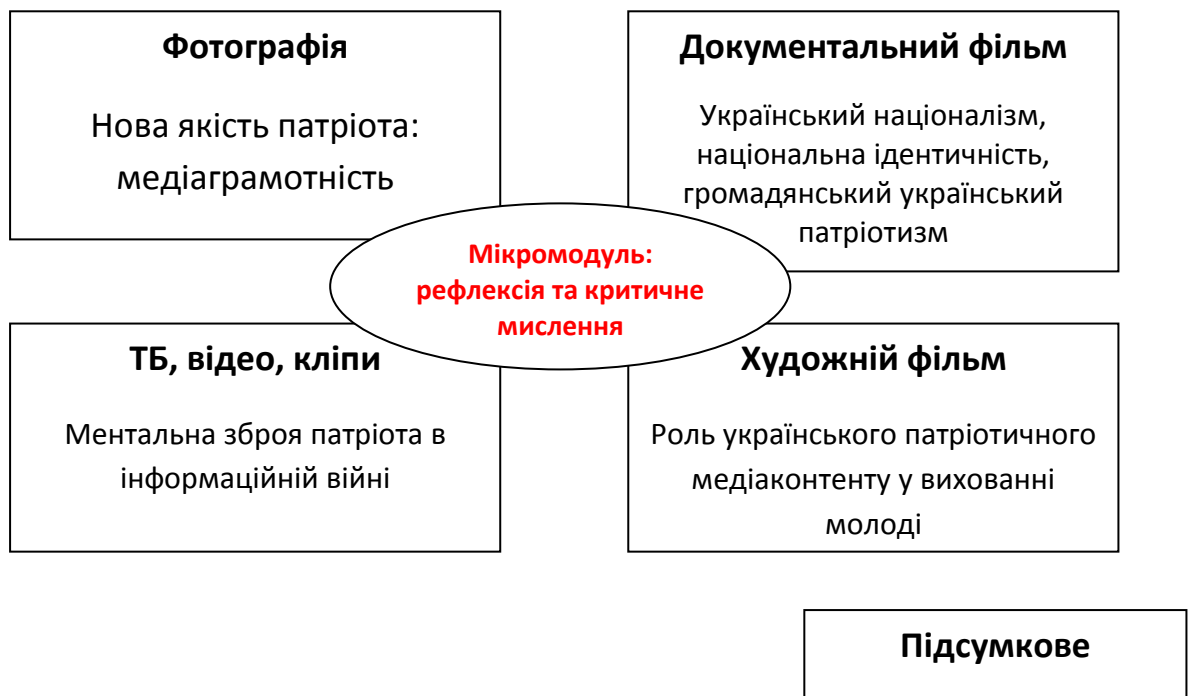 Фотографія
Нова якість патріота:
медіаграмотність
Документальний фільм
Український націоналізм,
національна ідентичність,
громадянський український
патріотизм
Мікромодуль:
рефлексія та критичне
мислення
ТБ, відео, кліпи
Ментальна зброя патріота в
інформаційній війні
Художній фільм
Роль українського патріотичного
медіаконтенту у вихованні
молоді
Підсумкове